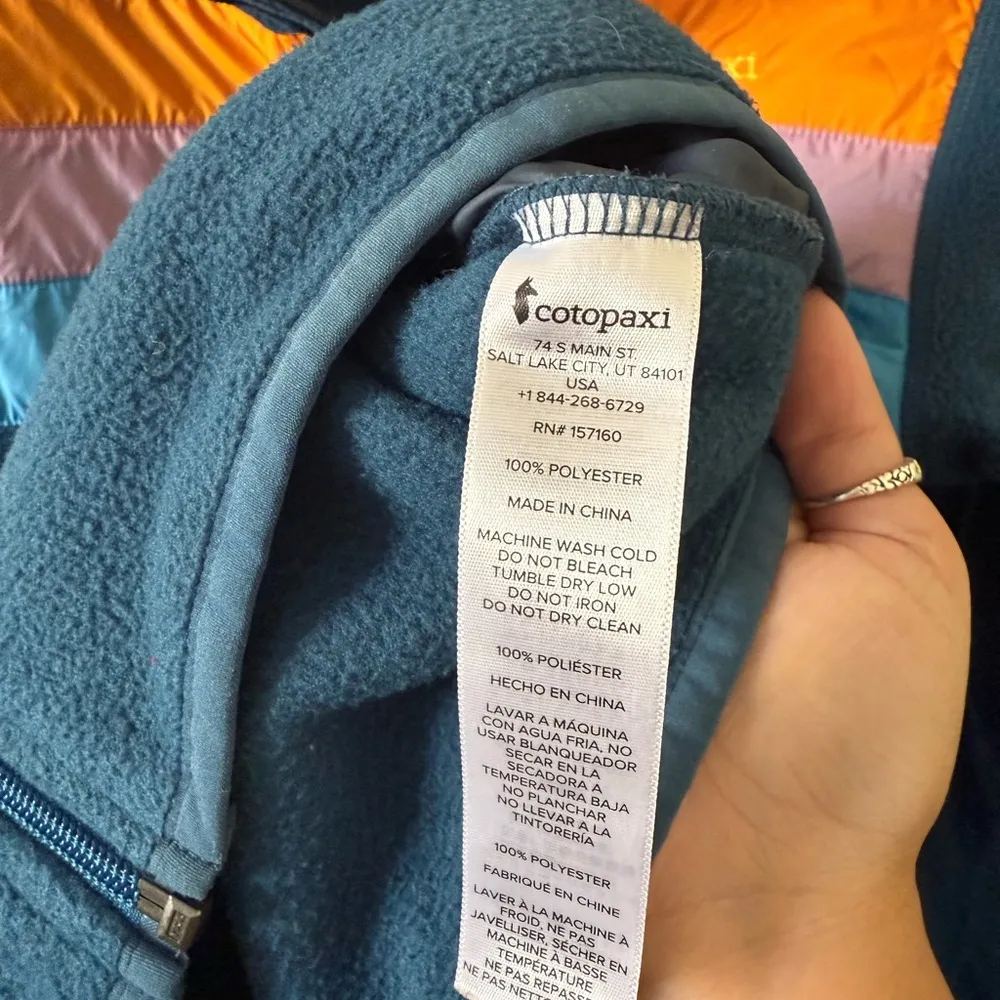 cotopaxi
74 S MAIN ST
SALT LAKE CITY, UT 84101
USA
+1 844-268-6729
RN# 157160
100% POLYESTER
MADE IN CHINA
MACHINE WASH COLD
DO NOT BLEACH
TUMBLE DRY LOW
DO NOT IRON
DO NOT DRY CLEAN
100% POLIÉSTER
HECHO EN CHINA
LAVAR A MÁQUINA
CON AGUA FRIA, NO
USAR BLANQUEADOR
SECAR EN LA
SECADORA A
TEMPERATURA BAJA
NO PLANCHAR
NO LLEVAR A LA
TINTORERÍA
100% POLYESTER
FABRIQUÉ EN CHINE
LAVER À LA MACHINE À
FROID, NE PAS
JAVELLISER, SÉCHER EN
MACHINE À BASSE
TEMPÉRATURE
NE PAS REPASS
NE PAS NETTO